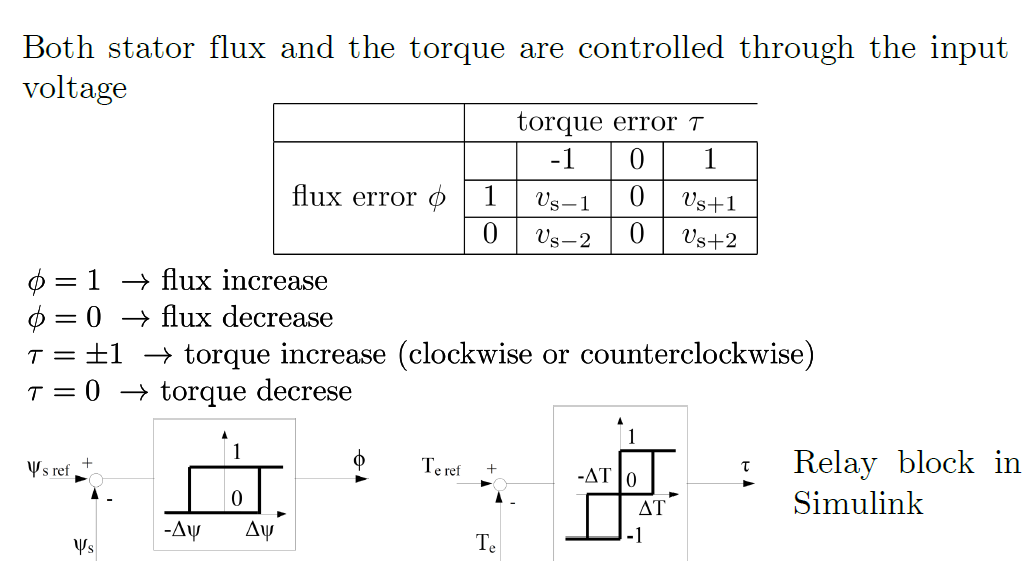 Both stator flux and the torque are controlled through the input
voltage
torque error τ
-1 0 1
flux error ϕ 1 vs−1 0 vs+1
0 vs−2 0 vs+2
ϕ = 1 → flux increase
ϕ = 0 → flux decrease
τ = ±1 → torque increase (clockwise or counterclockwise)
τ = 0 → torque decrese
ψs ref + - ψs
1
0
-Δψ Δψ
ϕ
Te ref + - Te
1
-ΔT 0
ΔT
-1
τ
Relay block in
Simulink